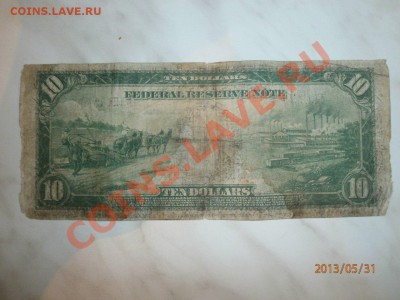 COINS.LAVE.RU
TEN DOLLARS
10 10
FEDERAL RESERVE NOTE
COINS.LAVE.RU
10 TEN DOLLARS 10
2013/05/31